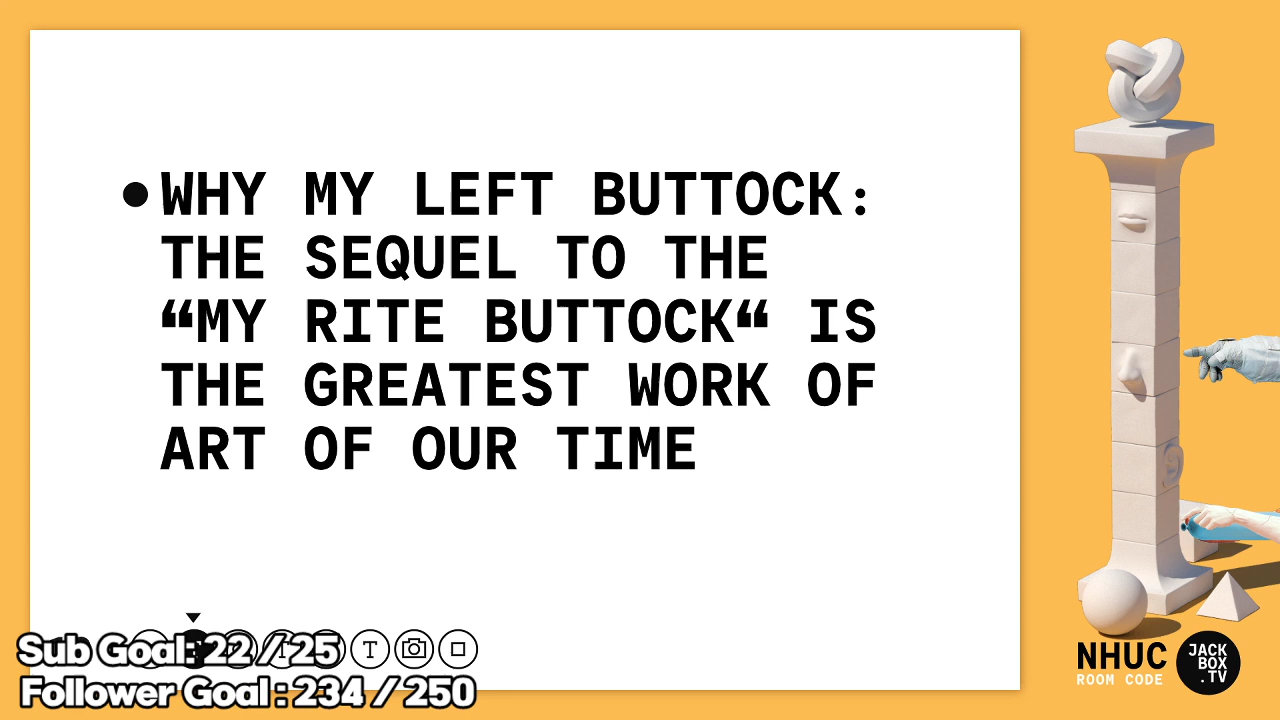 WHY MY LEFT BUTTOCK:
THE SEQUEL TO THE
“MY RITE BUTTOCK“ IS
THE GREATEST WORK OF
ART OF OUR TIME
T
Sub Goal: 22 / 25
Follower Goal : 234 / 250
NHUC
ROOM CODE
JACK
BOX
.TV